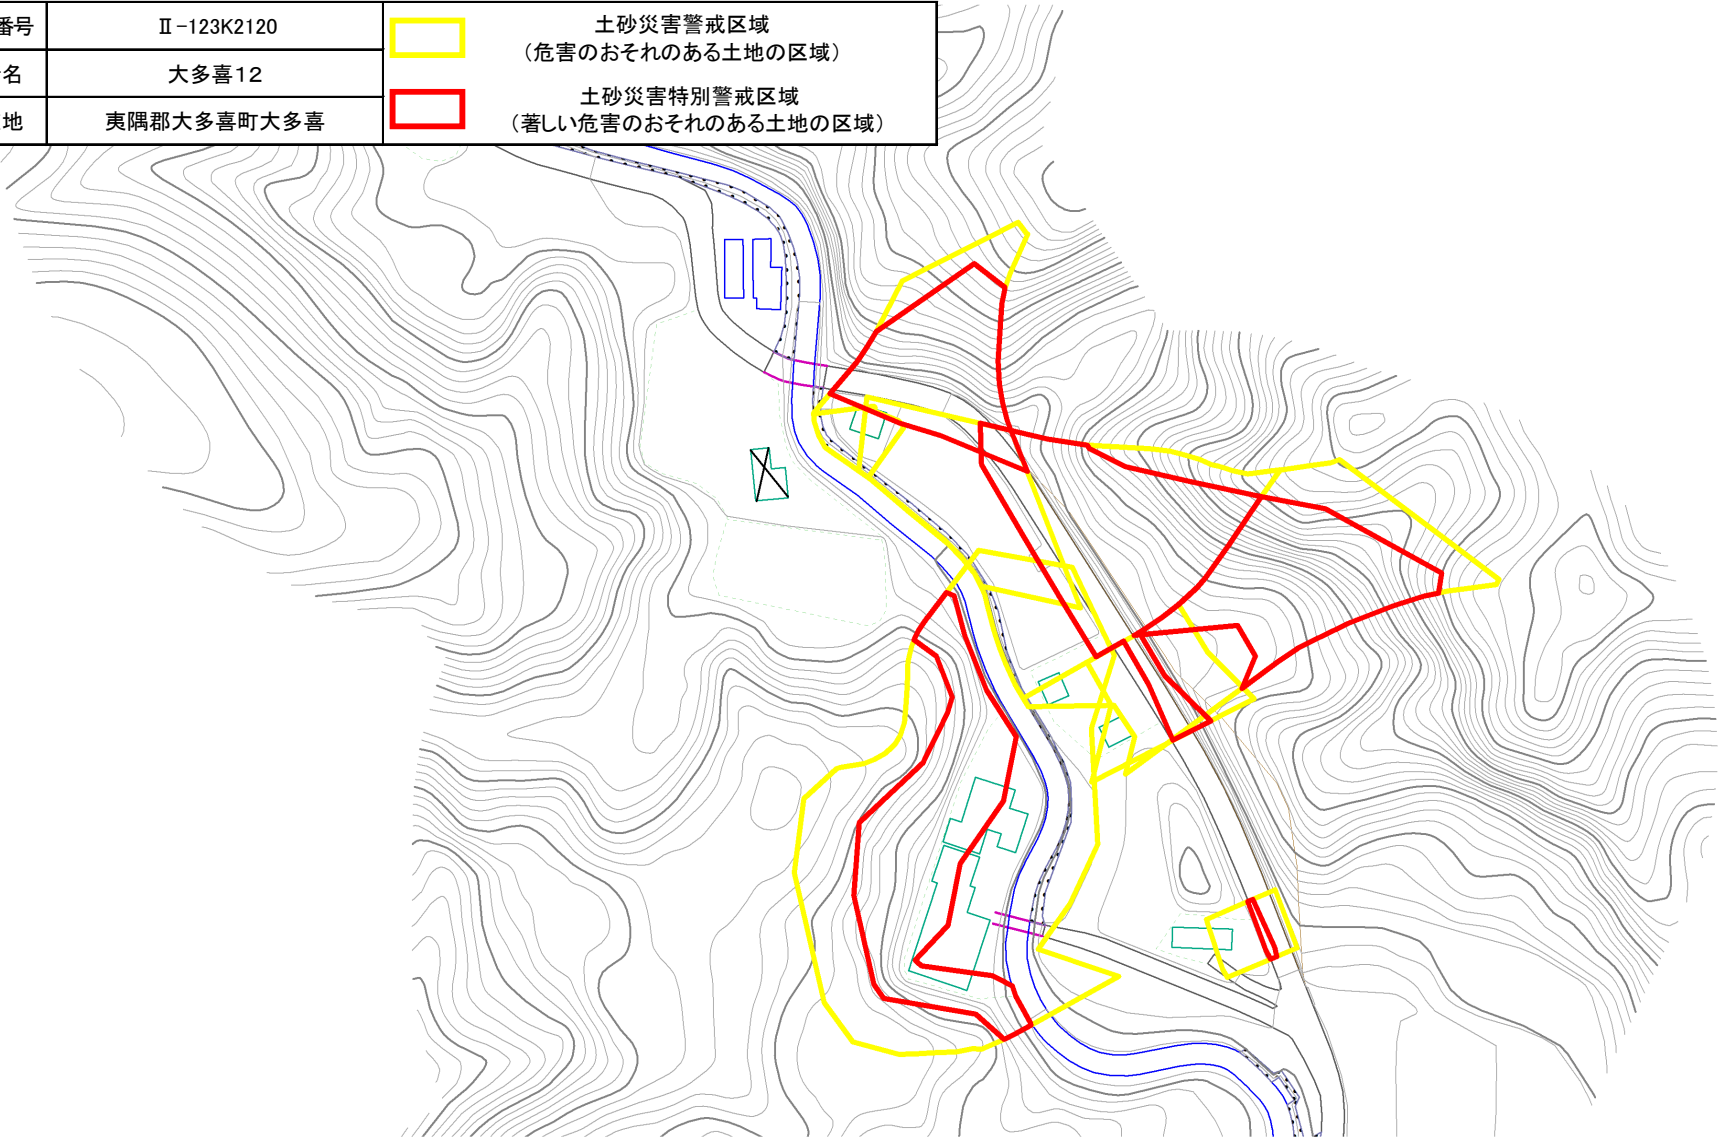 番号
Ⅱ-123K2120
名
大多喜12
地
夷隅郡大多喜町大多喜
土砂災害警戒区域
（危害のおそれのある土地の区域）
土砂災害特別警戒区域
（著しい危害のおそれのある土地の区域）